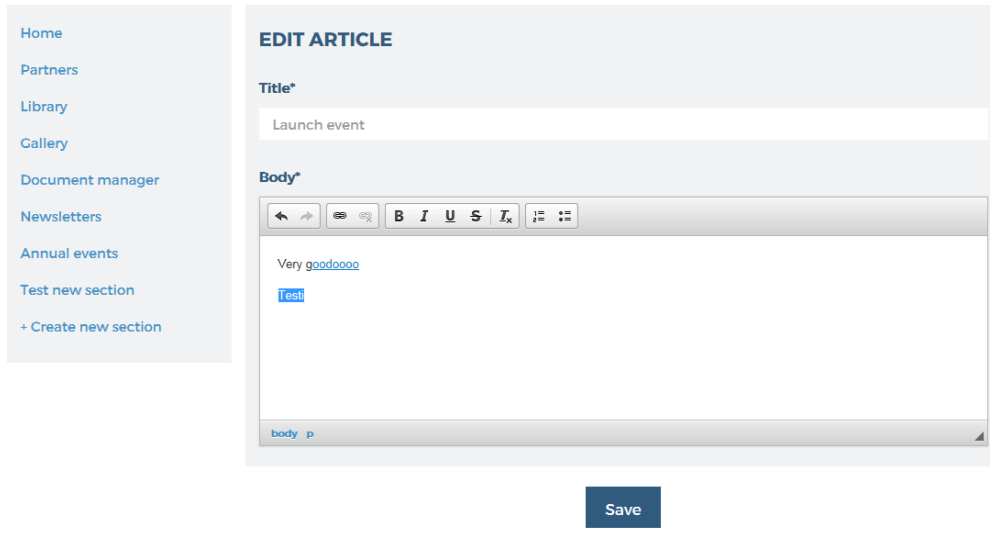 Home
Partners
Library
Gallery
Document manager
Newsletters
Annual events
Test new section
+ Create new section
EDIT ARTICLE
Title*
Launch event
Body*
B I U S Tx
Very goodoooo
Testi
body p
Save